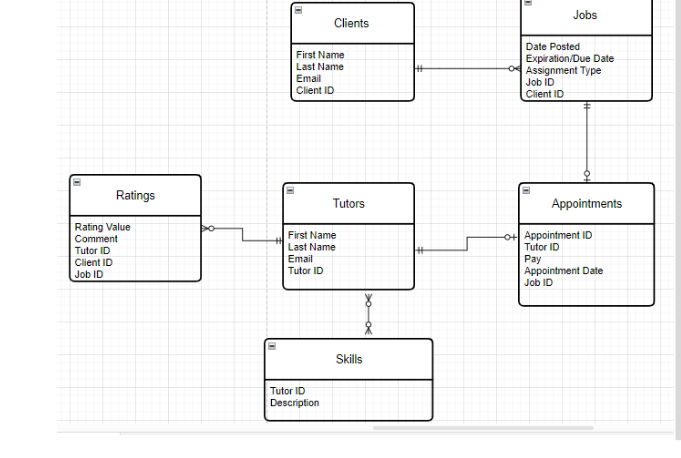 Clients
First Name
Last Name
Email
Client ID
Jobs
Date Posted
Expiration/Due Date
Assignment Type
Job ID
Client ID
Ratings
Rating Value
Comment
Tutor ID
Client ID
Job ID
Tutors
First Name
Last Name
Email
Tutor ID
Appointments
Appointment ID
Tutor ID
Pay
Appointment Date
Job ID
Skills
Tutor ID
Description